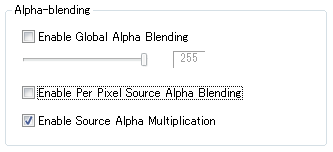 Alpha-blending
Enable Global Alpha Blending
255
Enable Per Pixel Source Alpha Blending
Enable Source Alpha Multiplication